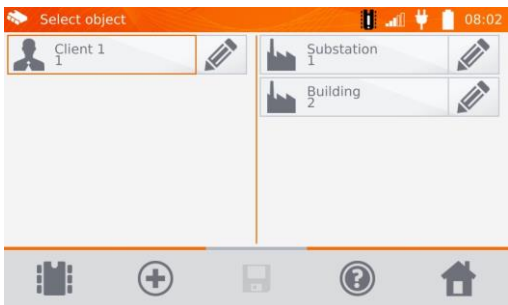 Select object
08:02
Client 1
1
Substation
1
Building
2